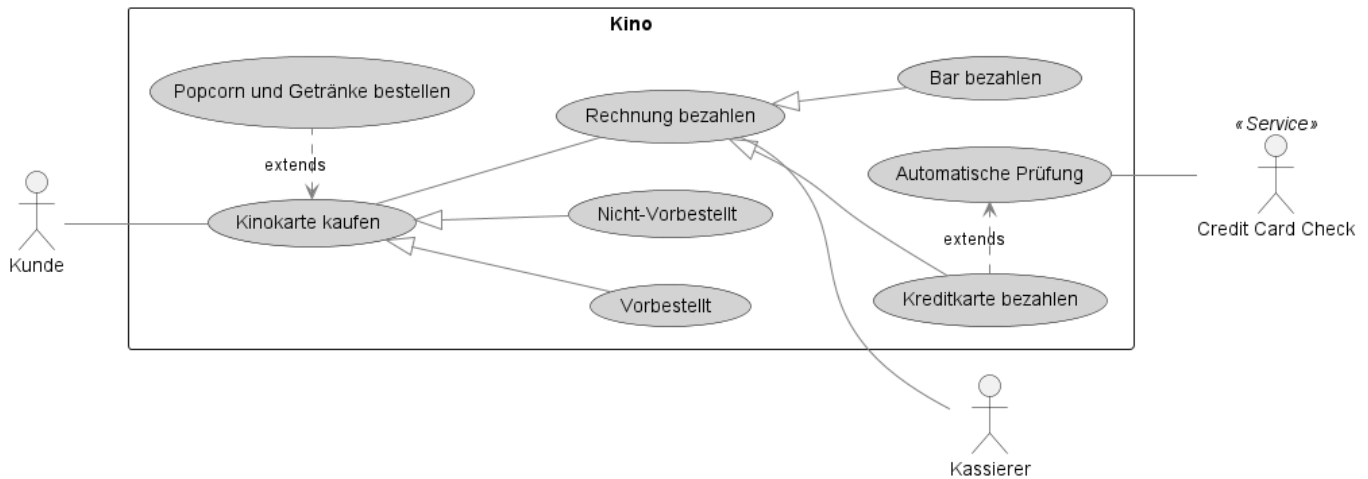 Kino
Popcorn und Getränke bestellen
Bar bezahlen
Rechnung bezahlen
«Service»
extends
Automatische Prüfung
Kinokarte kaufen
Nicht-Vorbestellt
Credit Card Check
extends
Kunde
Vorbestellt
Kreditkarte bezahlen
Kassierer